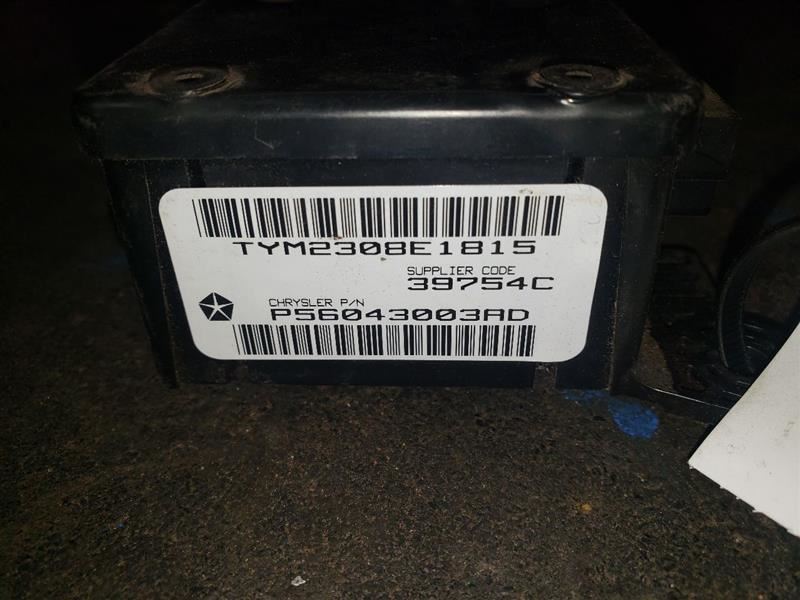 TYM2308E1815
SUPPLIER CODE
39754C
CHRYSLER P/N
P56043003AD